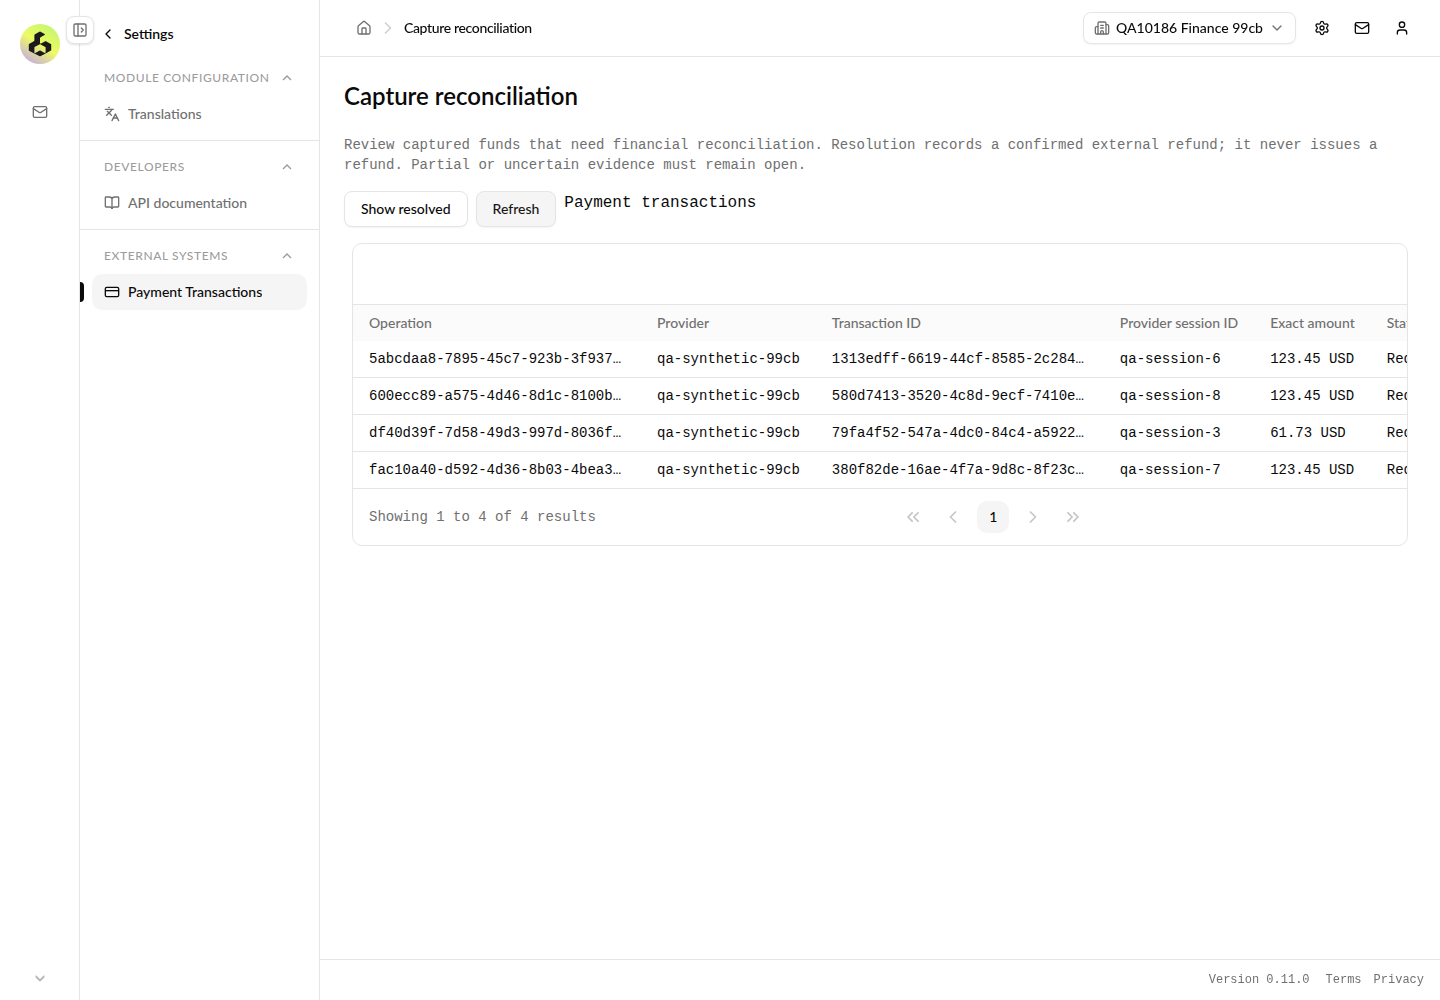 Settings
MODULE CONFIGURATION
Translations
DEVELOPERS
API documentation
EXTERNAL SYSTEMS
Payment Transactions
Capture reconciliation
QA10186 Finance 99cb
Capture reconciliation
Review captured funds that need financial reconciliation. Resolution records a confirmed external refund; it never issues a
refund. Partial or uncertain evidence must remain open.
Show resolved
Refresh
Payment transactions
Operation Provider Transaction ID Provider session ID Exact amount
5abcdaa8-7895-45c7-923b-3f937… qa-synthetic-99cb 1313edff-6619-44cf-8585-2c284… qa-session-6 123.45 USD
600ecc89-a575-4d46-8d1c-8100b… qa-synthetic-99cb 580d7413-3520-4c8d-9ecf-7410e… qa-session-8 123.45 USD
df40d39f-7d58-49d3-997d-8036f… qa-synthetic-99cb 79fa4f52-547a-4dc0-84c4-a5922… qa-session-3 61.73 USD
fac10a40-d592-4d36-8b03-4bea3… qa-synthetic-99cb 380f82de-16ae-4f7a-9d8c-8f23c… qa-session-7 123.45 USD
Showing 1 to 4 of 4 results
1
Version 0.11.0 Terms Privacy